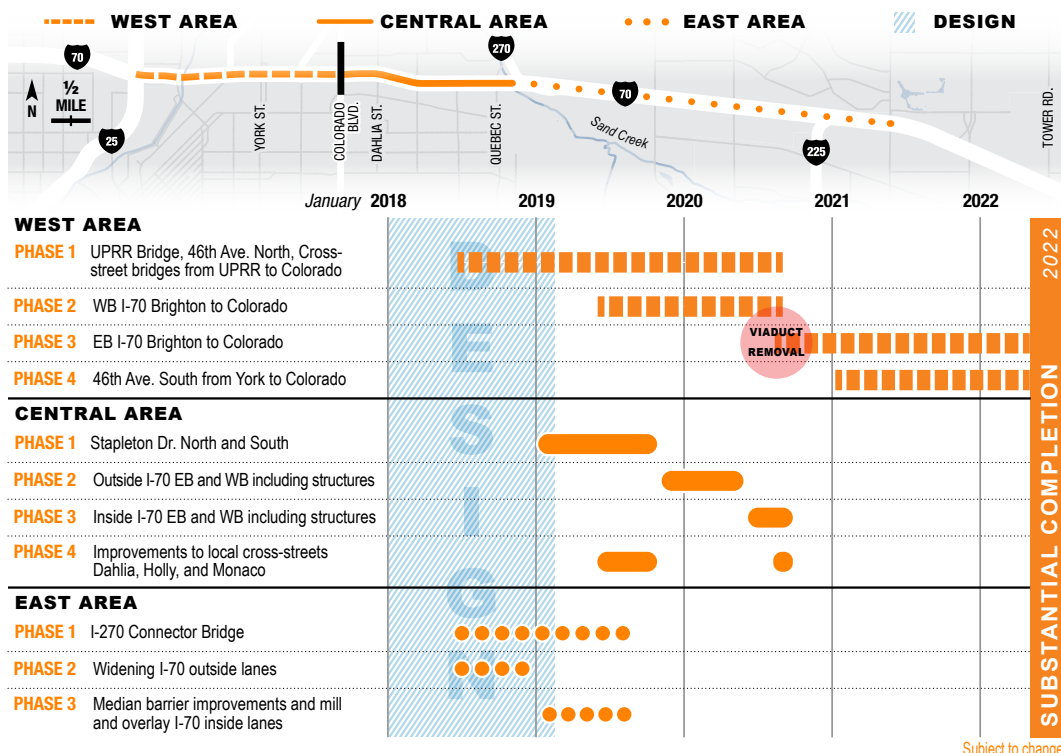 WEST AREA CENTRAL AREA EAST AREA DESIGN
270
70
½
MILE
N
25
YORK ST.
COLORADO
BLVD.
DAHLIA ST.
QUEBEC ST.
70
Sand Creek
225
TOWER RD.
January 2018 2019 2020 2021 2022
WEST AREA
PHASE 1 UPRR Bridge, 46th Ave. North, Cross-
street bridges from UPRR to Colorado
PHASE 2 WB I-70 Brighton to Colorado
PHASE 3 EB I-70 Brighton to Colorado
VIADUCT
REMOVAL
PHASE 4 46th Ave. South from York to Colorado
CENTRAL AREA
PHASE 1 Stapleton Dr. North and South
PHASE 2 Outside I-70 EB and WB including structures
PHASE 3 Inside I-70 EB and WB including structures
PHASE 4 Improvements to local cross-streets
Dahlia, Holly, and Monaco
EAST AREA
PHASE 1 I-270 Connector Bridge
PHASE 2 Widening I-70 outside lanes
PHASE 3 Median barrier improvements and mill
and overlay I-70 inside lanes
DESIGN
SUBSTANTIAL COMPLETION 2022
Subject to change